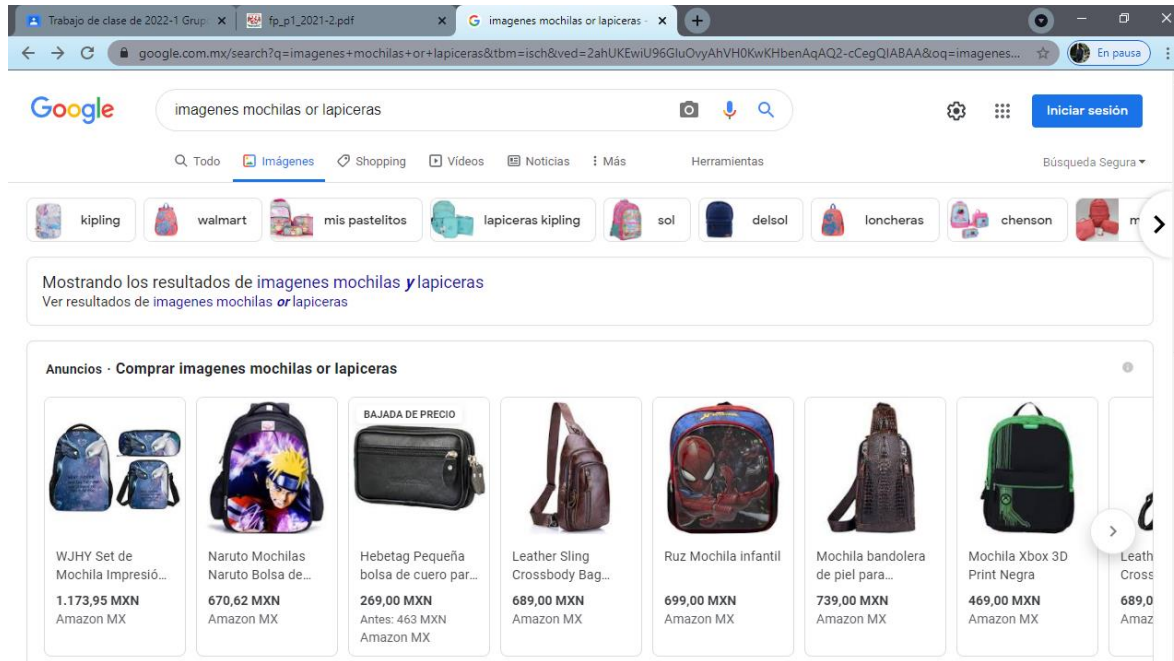 Trabajo de clase de 2022-1 Grup
fp_p1_2021-2.pdf
imagenes mochilas or lapiceras -
google.com.mx/search?q=imagenes+mochilas+or+lapiceras&tbm=isch&ved=2ahUKEwiU96GluOvyAhVH0KwKHbenAqAQ2-cCegQIABAA&oq=imagenes...
En pausa
Google
imagenes mochilas or lapiceras
Iniciar sesión
Todo
Imágenes
Shopping
Vídeos
Noticias
Más
Herramientas
Búsqueda Segura
kipling
walmart
mis pastelitos
lapiceras kipling
sol
delsol
loncheras
chenson
Mostrando los resultados de imagenes mochilas y lapiceras
Ver resultados de imagenes mochilas or lapiceras
Anuncios · Comprar imagenes mochilas or lapiceras
WJHY Set de
Mochila Impresió...
1.173,95 MXN
Amazon MX
Naruto Mochilas
Naruto Bolsa de...
670,62 MXN
Amazon MX
BAJADA DE PRECIO
Hebetag Pequeña
bolsa de cuero par...
269,00 MXN
Antes: 463 MXN
Amazon MX
Leather Sling
Crossbody Bag...
689,00 MXN
Amazon MX
Ruz Mochila infantil
699,00 MXN
Amazon MX
Mochila bandolera
de piel para...
739,00 MXN
Amazon MX
Mochila Xbox 3D
Print Negra
469,00 MXN
Amazon MX
Leath
Cross
689,0
Amaz